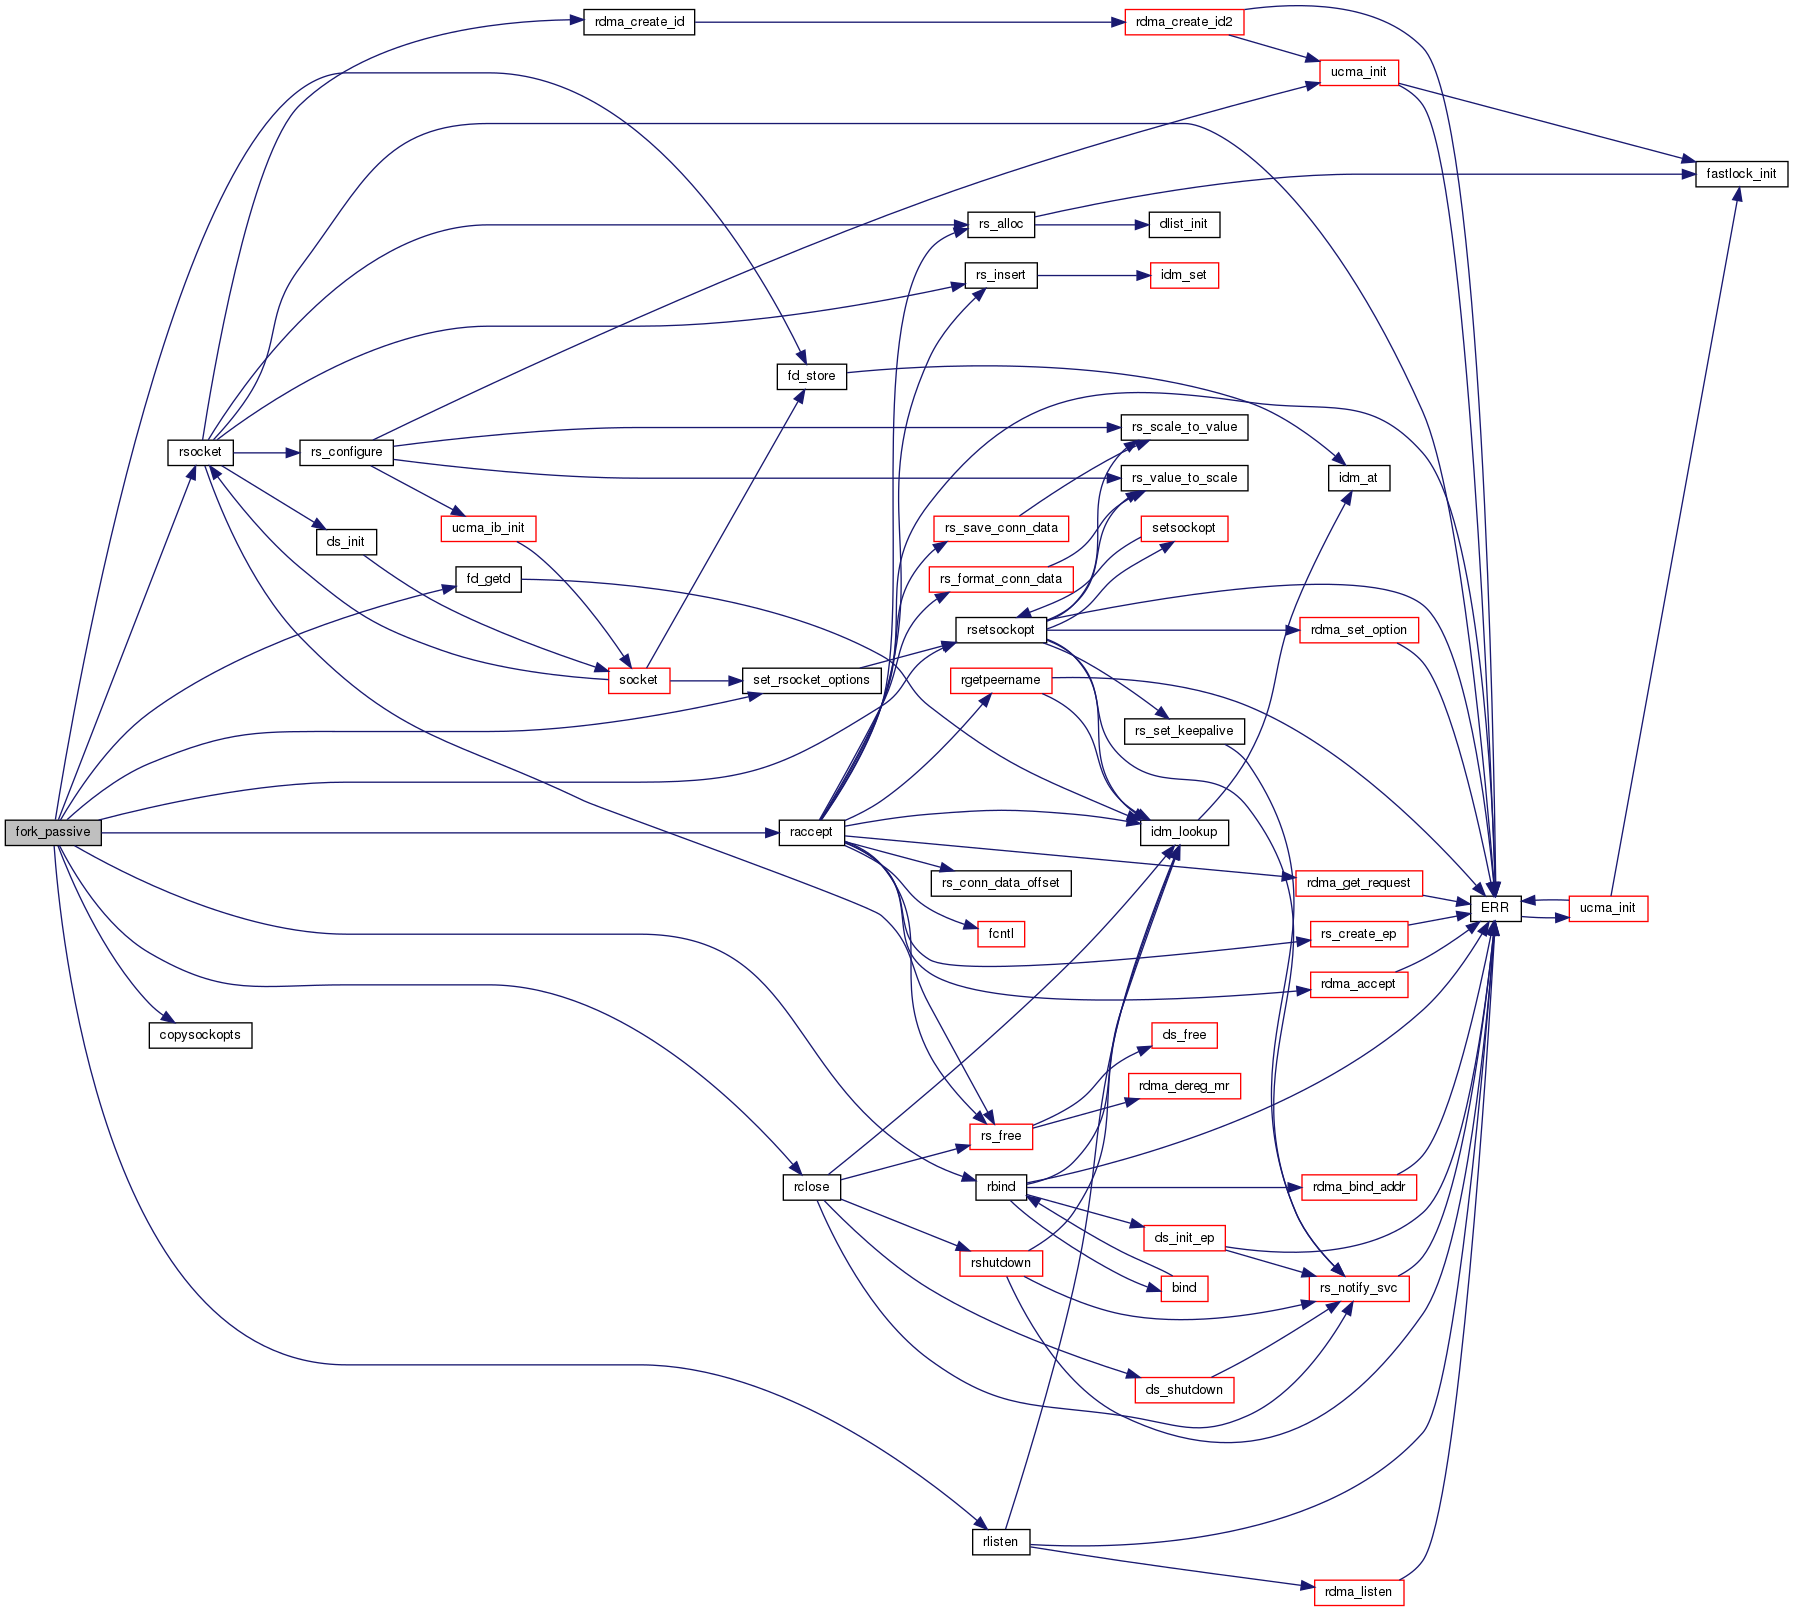 rdma_create_id
rdma_create_id2
ucma_init
fastlock_init
rs_alloc
dlist_init
rs_insert
idm_set
fd_store
rs_scale_to_value
rsocket
rs_configure
rs_value_to_scale
idm_at
ucma_ib_init
rs_save_conn_data
setsockopt
ds_init
fd_getd
rs_format_conn_data
rsetsockopt
rdma_set_option
socket
set_rsocket_options
rgetpeername
rs_set_keepalive
fork_passive
raccept
idm_lookup
rs_conn_data_offset
rdma_get_request
ERR
ucma_init
fcntl
rs_create_ep
rdma_accept
copysockopts
ds_free
rdma_dereg_mr
rs_free
rclose
rbind
rdma_bind_addr
ds_init_ep
rshutdown
bind
rs_notify_svc
ds_shutdown
rlisten
rdma_listen